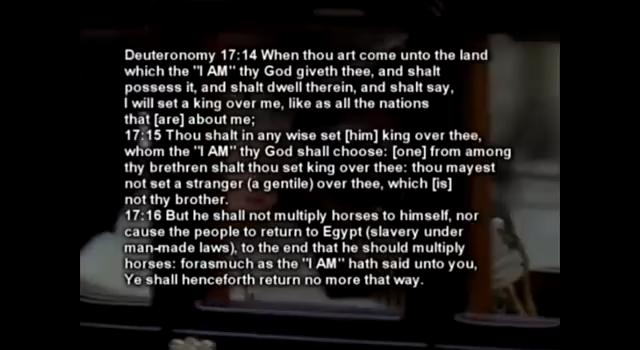 Deuteronomy 17:14 When thou art come unto the land
which the "I AM" thy God giveth thee, and shalt
possess it, and shalt dwell therein, and shalt say,
I will set a king over me, like as all the nations
that [are] about me;
17:15 Thou shalt in any wise set [him] king over thee,
whom the "I AM" thy God shall choose: [one] from among
thy brethren shalt thou set king over thee: thou mayest
not set a stranger (a gentile) over thee, which [is]
not thy brother.
17:16 But he shall not multiply horses to himself, nor
cause the people to return to Egypt (slavery under
man-made laws), to the end that he should multiply
horses: forasmuch as the "I AM" hath said unto you,
Ye shall henceforth return no more that way.